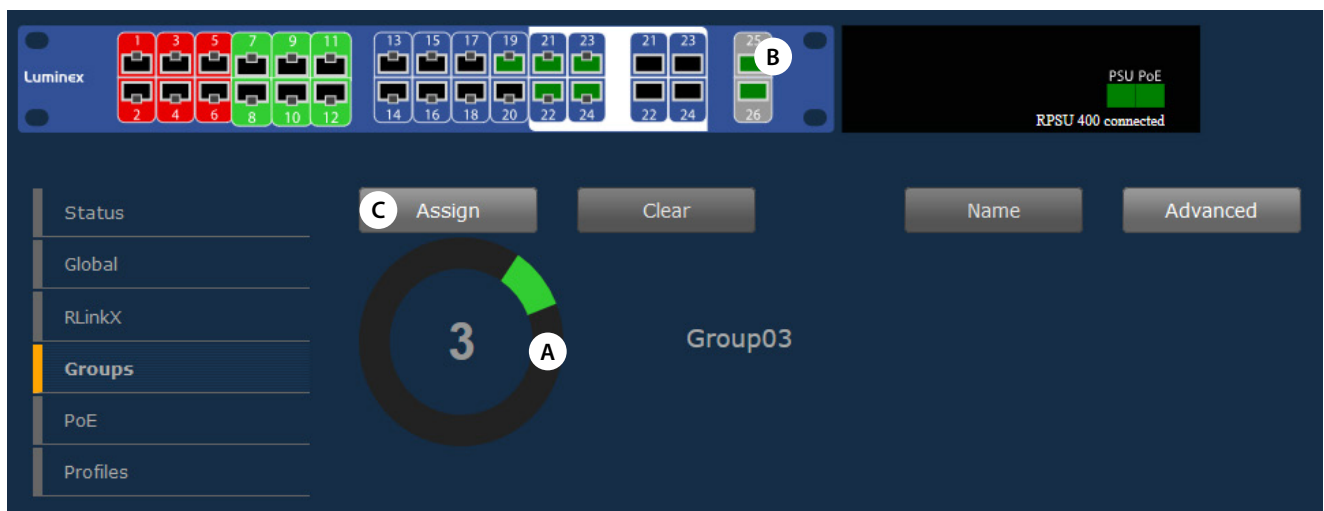 1 3 5 7 9 11 13 15 17 19 21 23 21 23 25
B
Luminex
PSU PoE
2 4 6 8 10 12 14 16 18 20 22 24 22 24 26
RPSU 400 connected
C Assign Clear Name Advanced
Status
Global
RLinkX
Groups
PoE
Profiles
3 A Group03